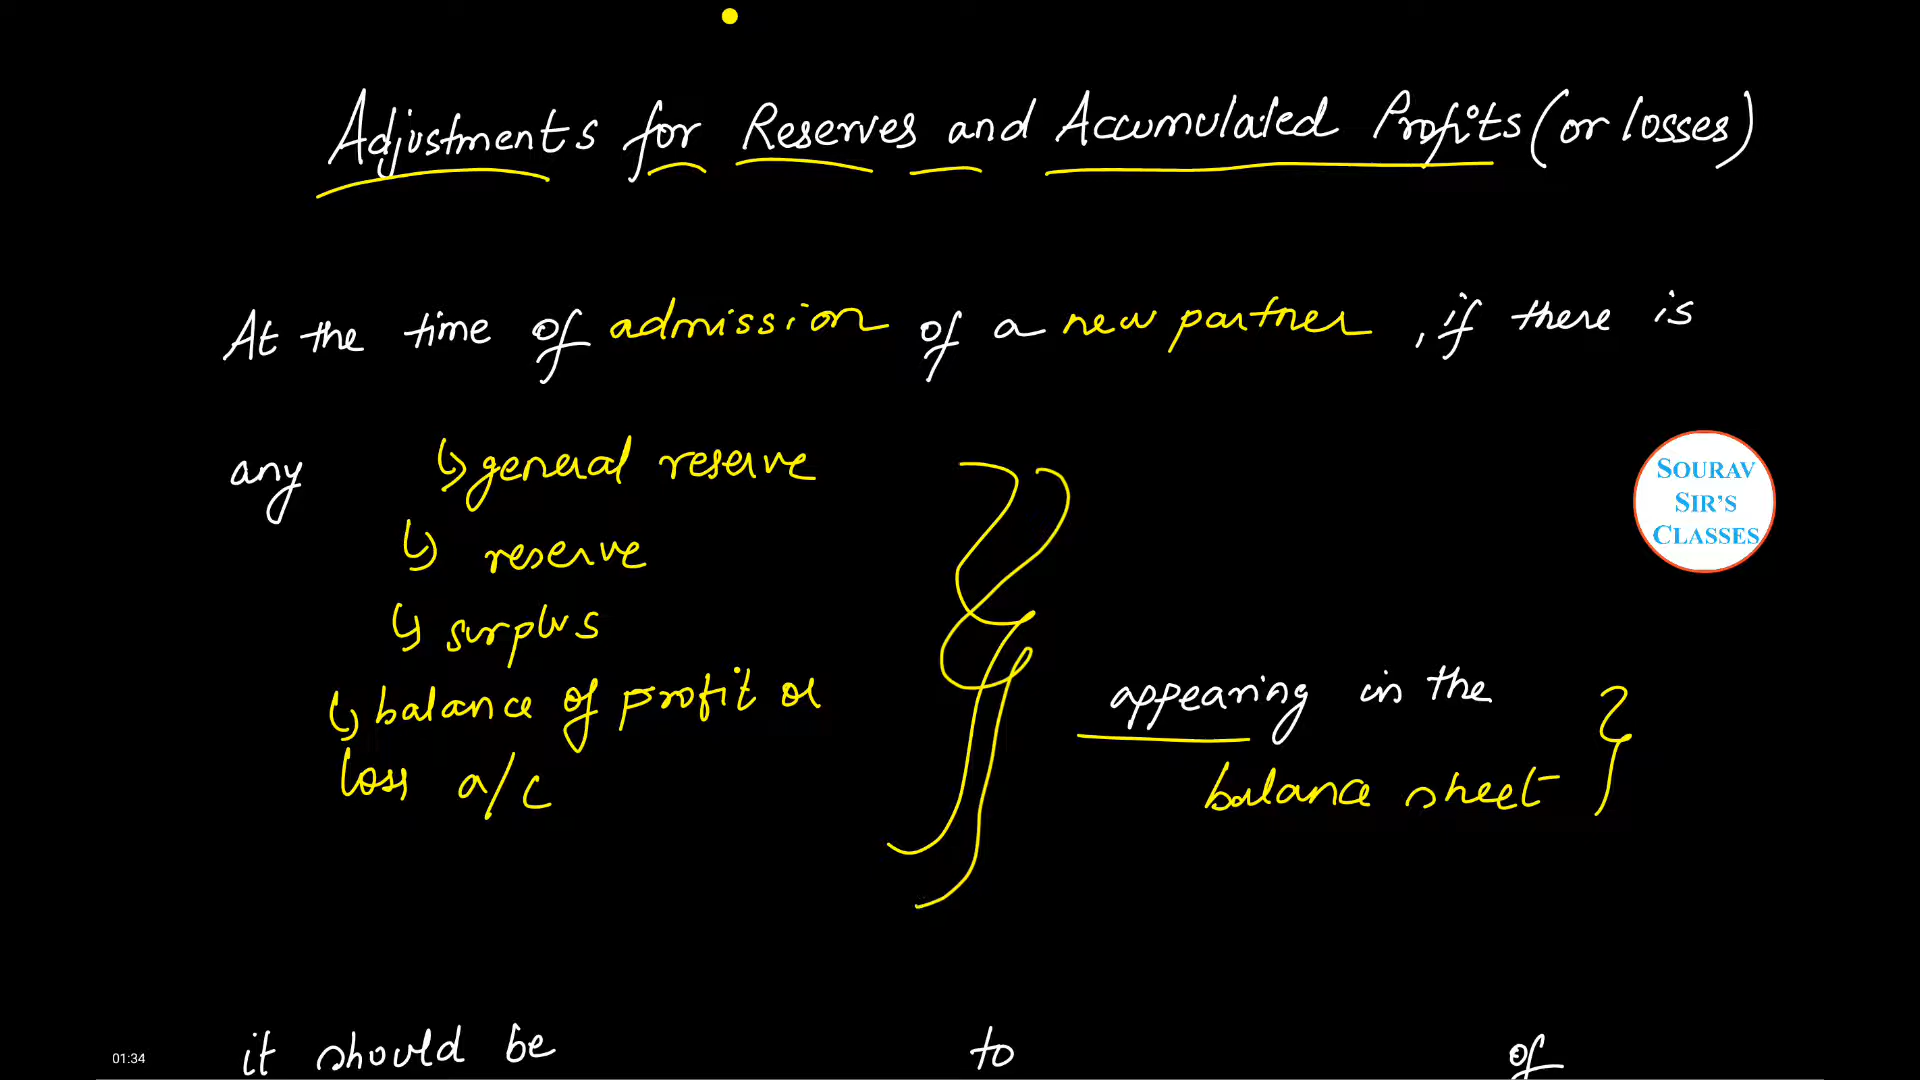 Adjustments for Reserves and Accumulated Profits (or losses)
At the time of admission of a new partner, if there is
any ↳ general reserve
↳ reserve
↳ surplus
↳ balance of profit or
loss a/c
appearing in the
balance sheet
SOURAV
SIR'S
CLASSES
it should be to of
01:34